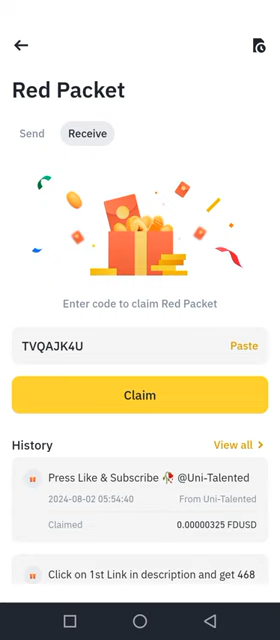 Red Packet
Send
Receive
Enter code to claim Red Packet
TVQAJK4U
Paste
Claim
History
View all
Press Like & Subscribe 🥀 @Uni-Talented
2024-08-02 05:54:40
From Uni-Talented
Claimed
0.00000325 FDUSD
Click on 1st Link in description and get 468